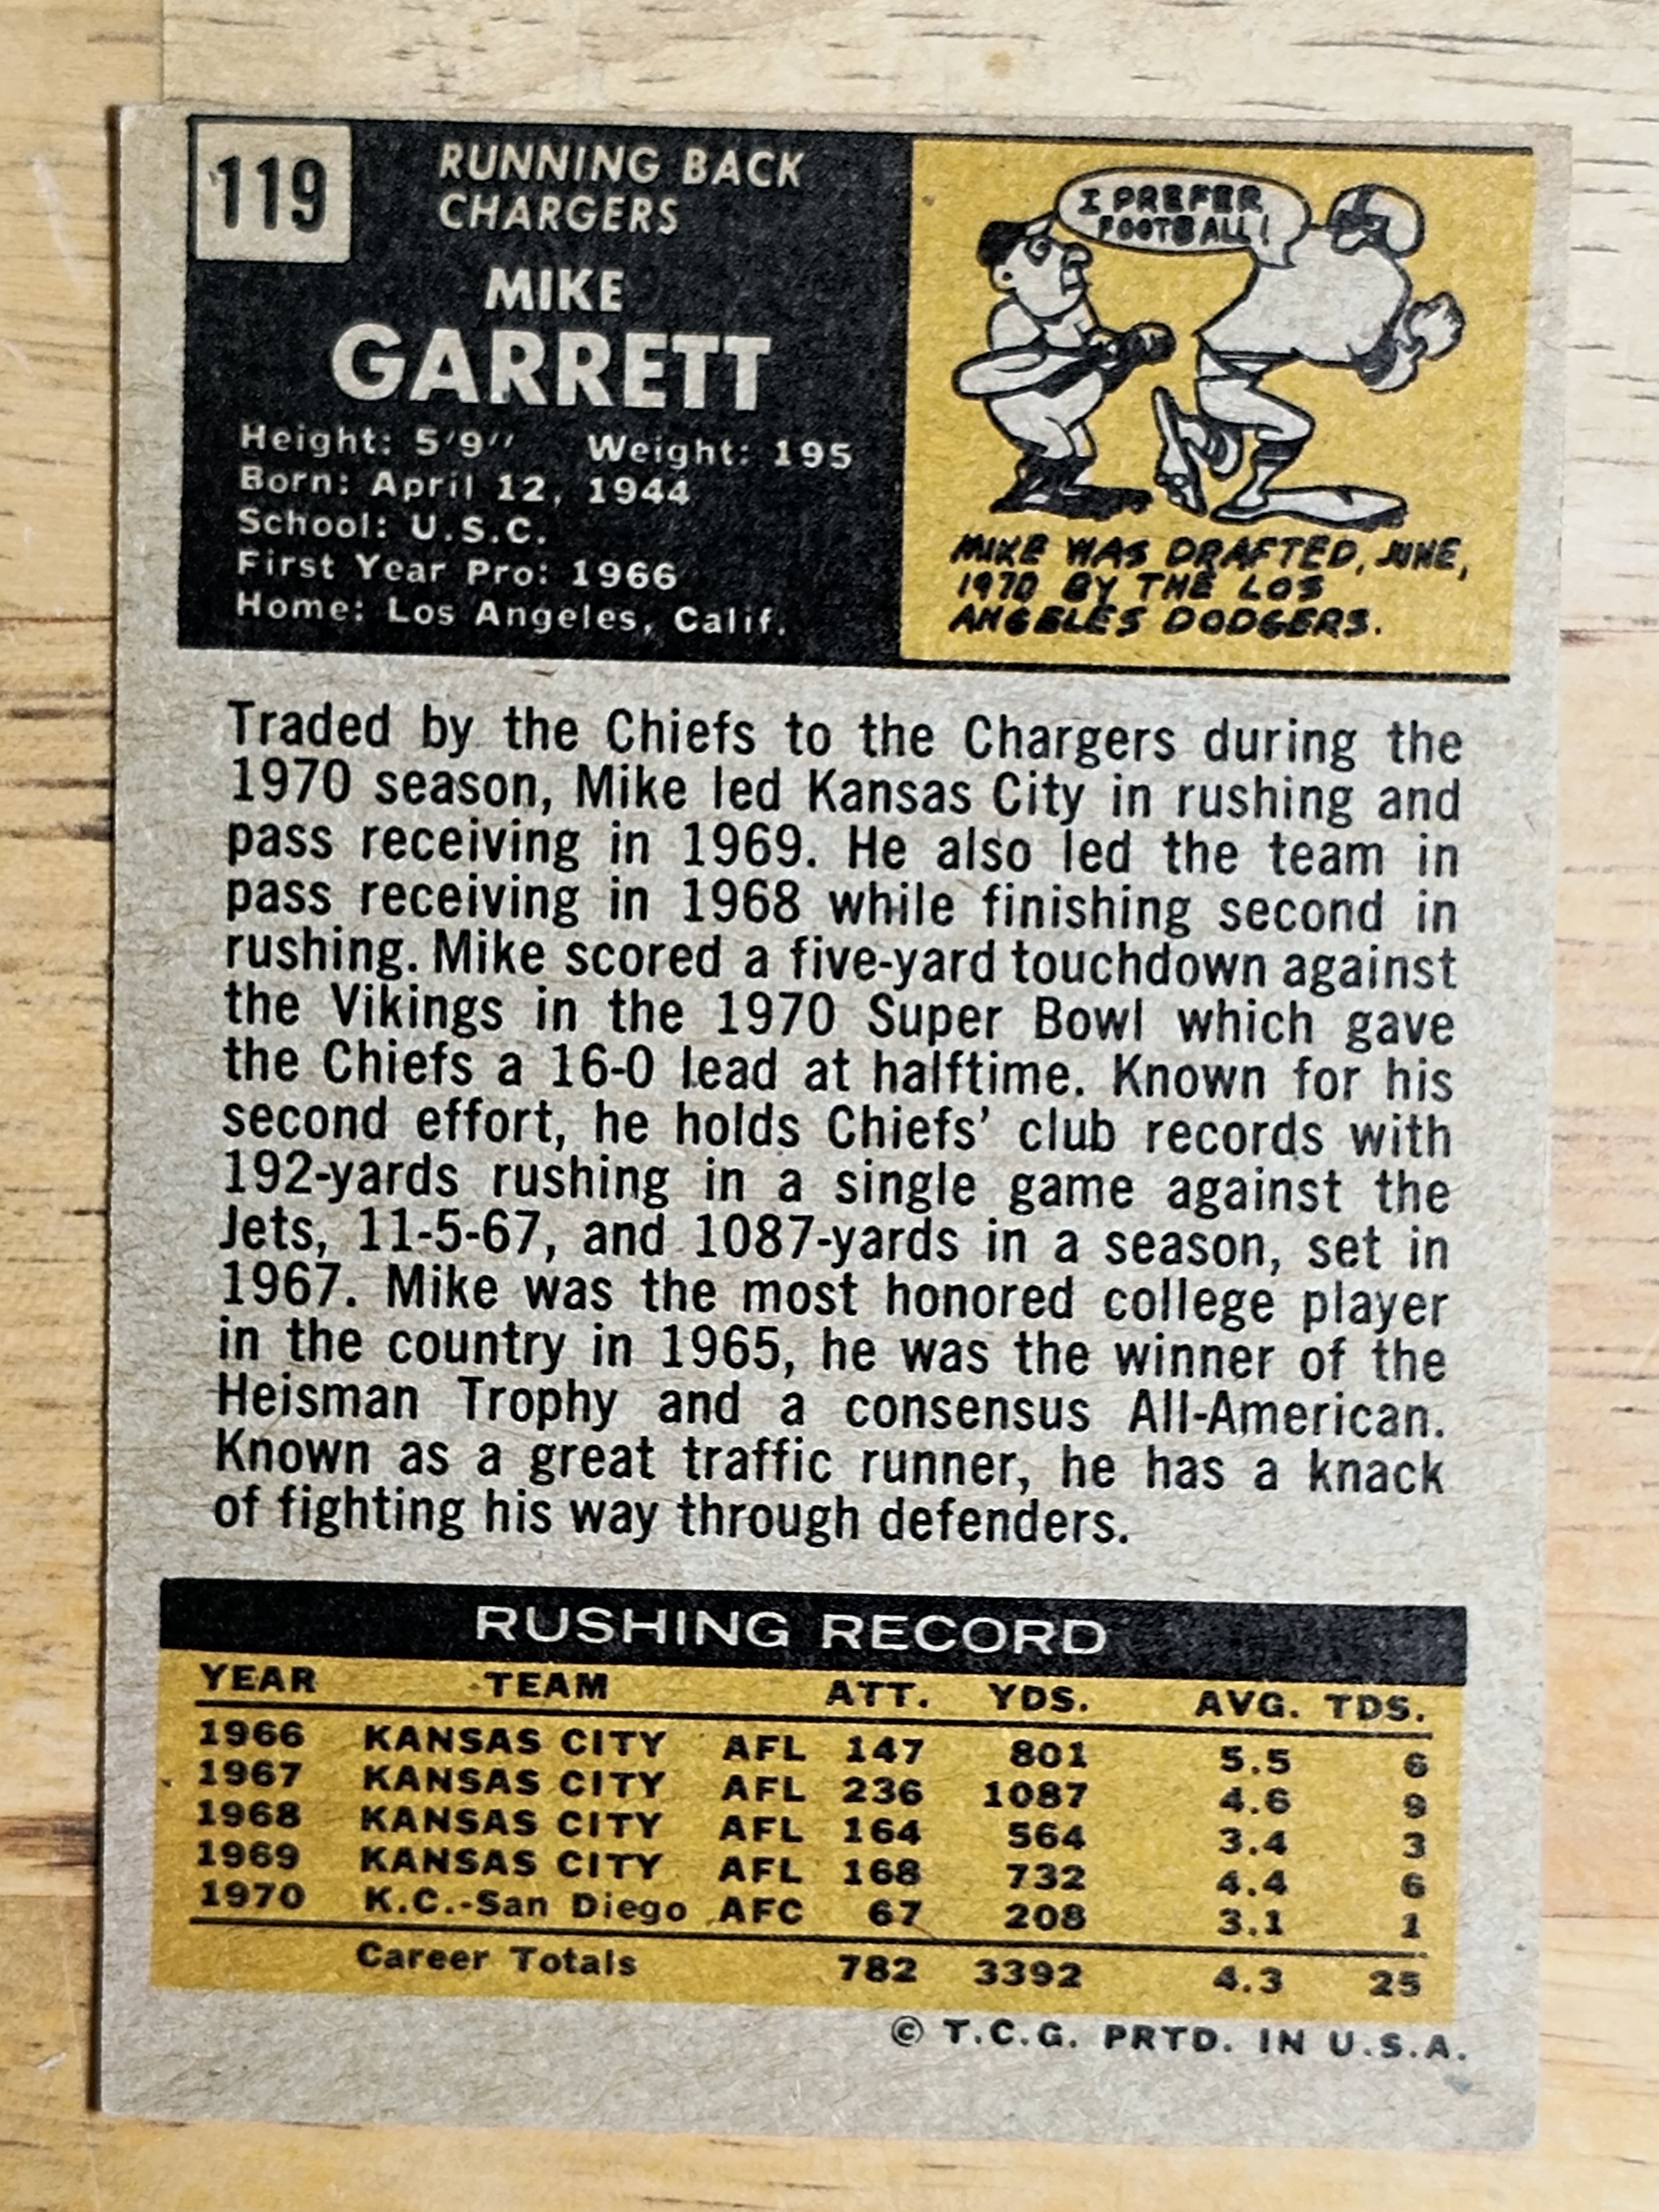 119
RUNNING BACK
CHARGERS
MIKE
GARRETT
Height: 5'9'' Weight: 195
Born: April 12, 1944
School: U.S.C.
First Year Pro: 1966
Home: Los Angeles, Calif.
I PREFER
FOOTBALL!
MIKE WAS DRAFTED, JUNE,
1970 BY THE LOS
ANGELES DODGERS.
Traded by the Chiefs to the Chargers during the
1970 season, Mike led Kansas City in rushing and
pass receiving in 1969. He also led the team in
pass receiving in 1968 while finishing second in
rushing. Mike scored a five-yard touchdown against
the Vikings in the 1970 Super Bowl which gave
the Chiefs a 16-0 lead at halftime. Known for his
second effort, he holds Chiefs' club records with
192-yards rushing in a single game against the
Jets, 11-5-67, and 1087-yards in a season, set in
1967. Mike was the most honored college player
in the country in 1965, he was the winner of the
Heisman Trophy and a consensus All-American.
Known as a great traffic runner, he has a knack
of fighting his way through defenders.
RUSHING RECORD
YEAR TEAM ATT. YDS. AVG. TDS.
1966 KANSAS CITY AFL 147 801 5.5 6
1967 KANSAS CITY AFL 236 1087 4.6 9
1968 KANSAS CITY AFL 164 564 3.4 3
1969 KANSAS CITY AFL 168 732 4.4 6
1970 K.C.-San Diego AFC 67 208 3.1 1
Career Totals 782 3392 4.3 25
© T.C.G. PRTD. IN U.S.A.